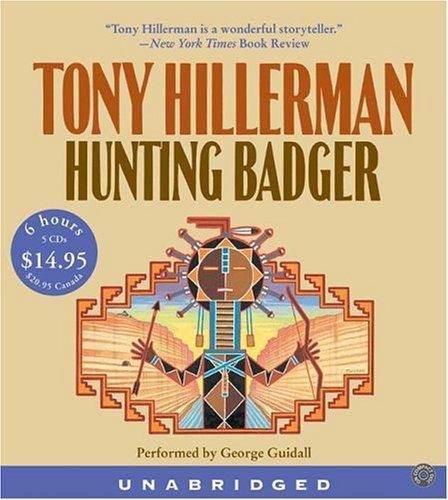 “Tony Hillerman is a wonderful storyteller.”
—New York Times Book Review
TONY HILLERMAN
HUNTING BADGER
6 hours
5 CDs
$14.95
$20.95 Canada
Performed by George Guidall
UNABRIDGED